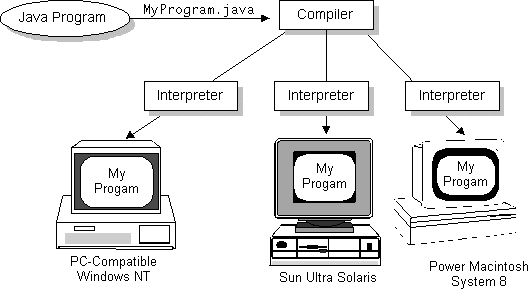 Java Program
MyProgram.java
Compiler
Interpreter
Interpreter
Interpreter
My
Progam
My
Progam
My
Progam
PC-Compatible
Windows NT
Sun Ultra Solaris
Power Macintosh
System 8